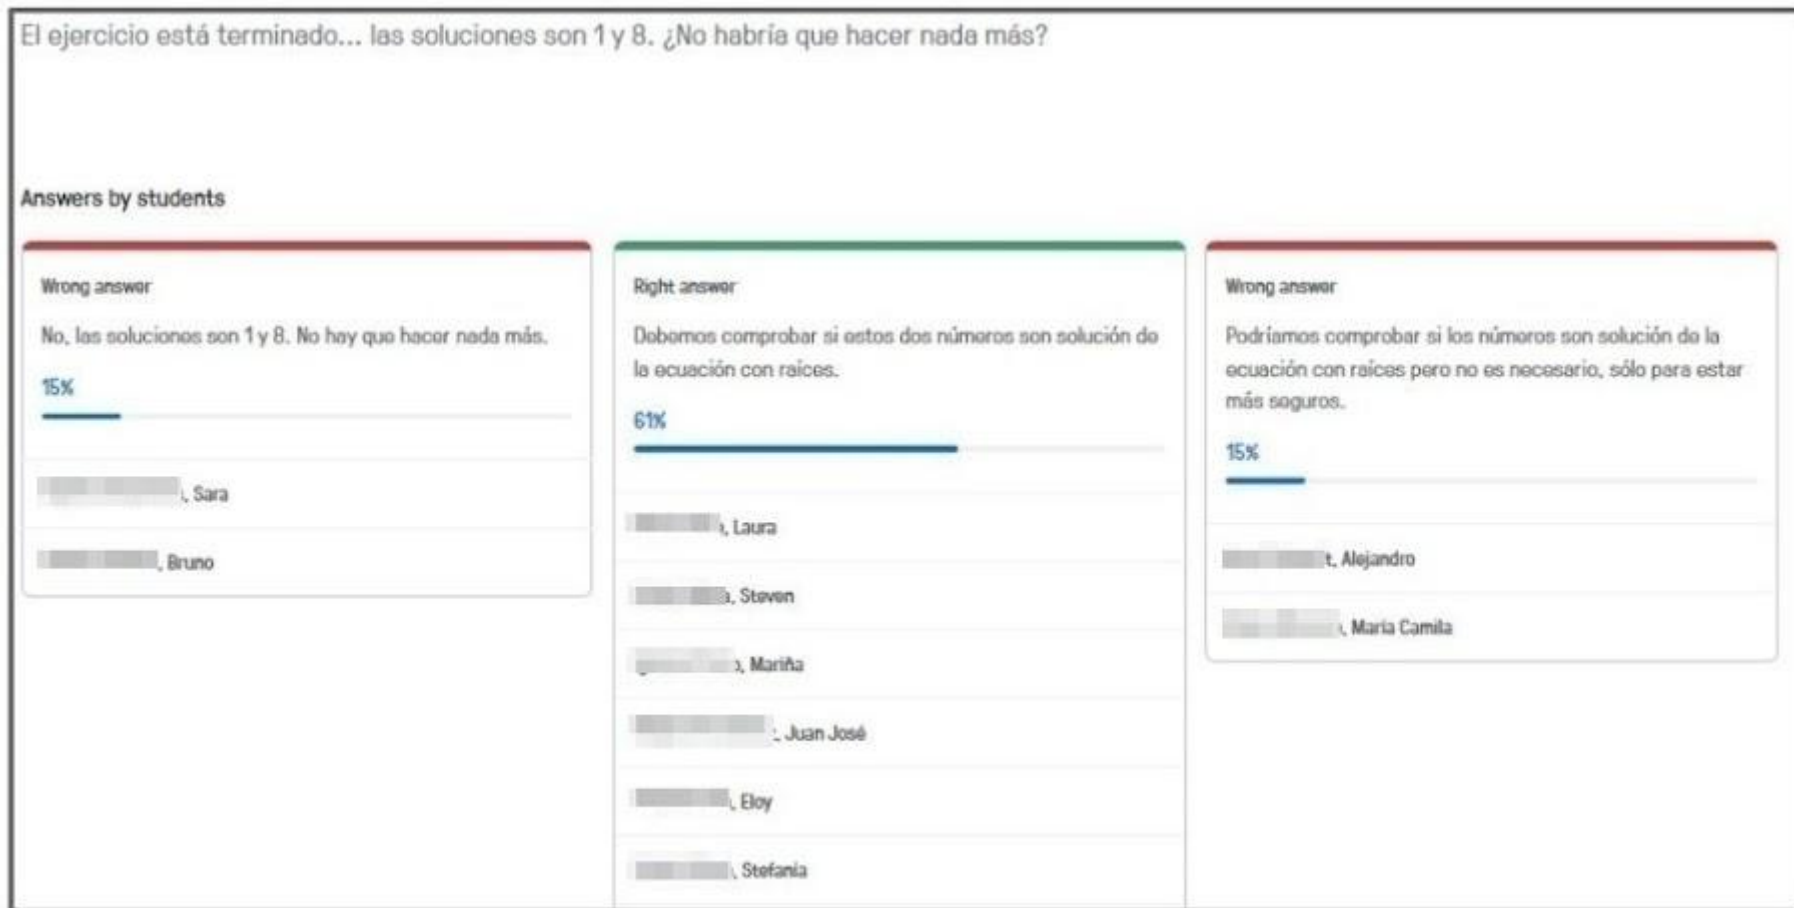 El ejercicio está terminado... las soluciones son 1 y 8. ¿No habría que hacer nada más?
Answers by students
Wrong answer
No, las soluciones son 1 y 8. No hay que hacer nada más.
15%
, Sara
, Bruno
Right answer
Debemos comprobar si estos dos números son solución de
la ecuación con raíces.
61%
, Laura
, Steven
, Mariña
, Juan José
, Eloy
, Stefania
Wrong answer
Podríamos comprobar si los números son solución de la
ecuación con raíces pero no es necesario, sólo para estar
más seguros.
15%
t, Alejandro
, María Camila